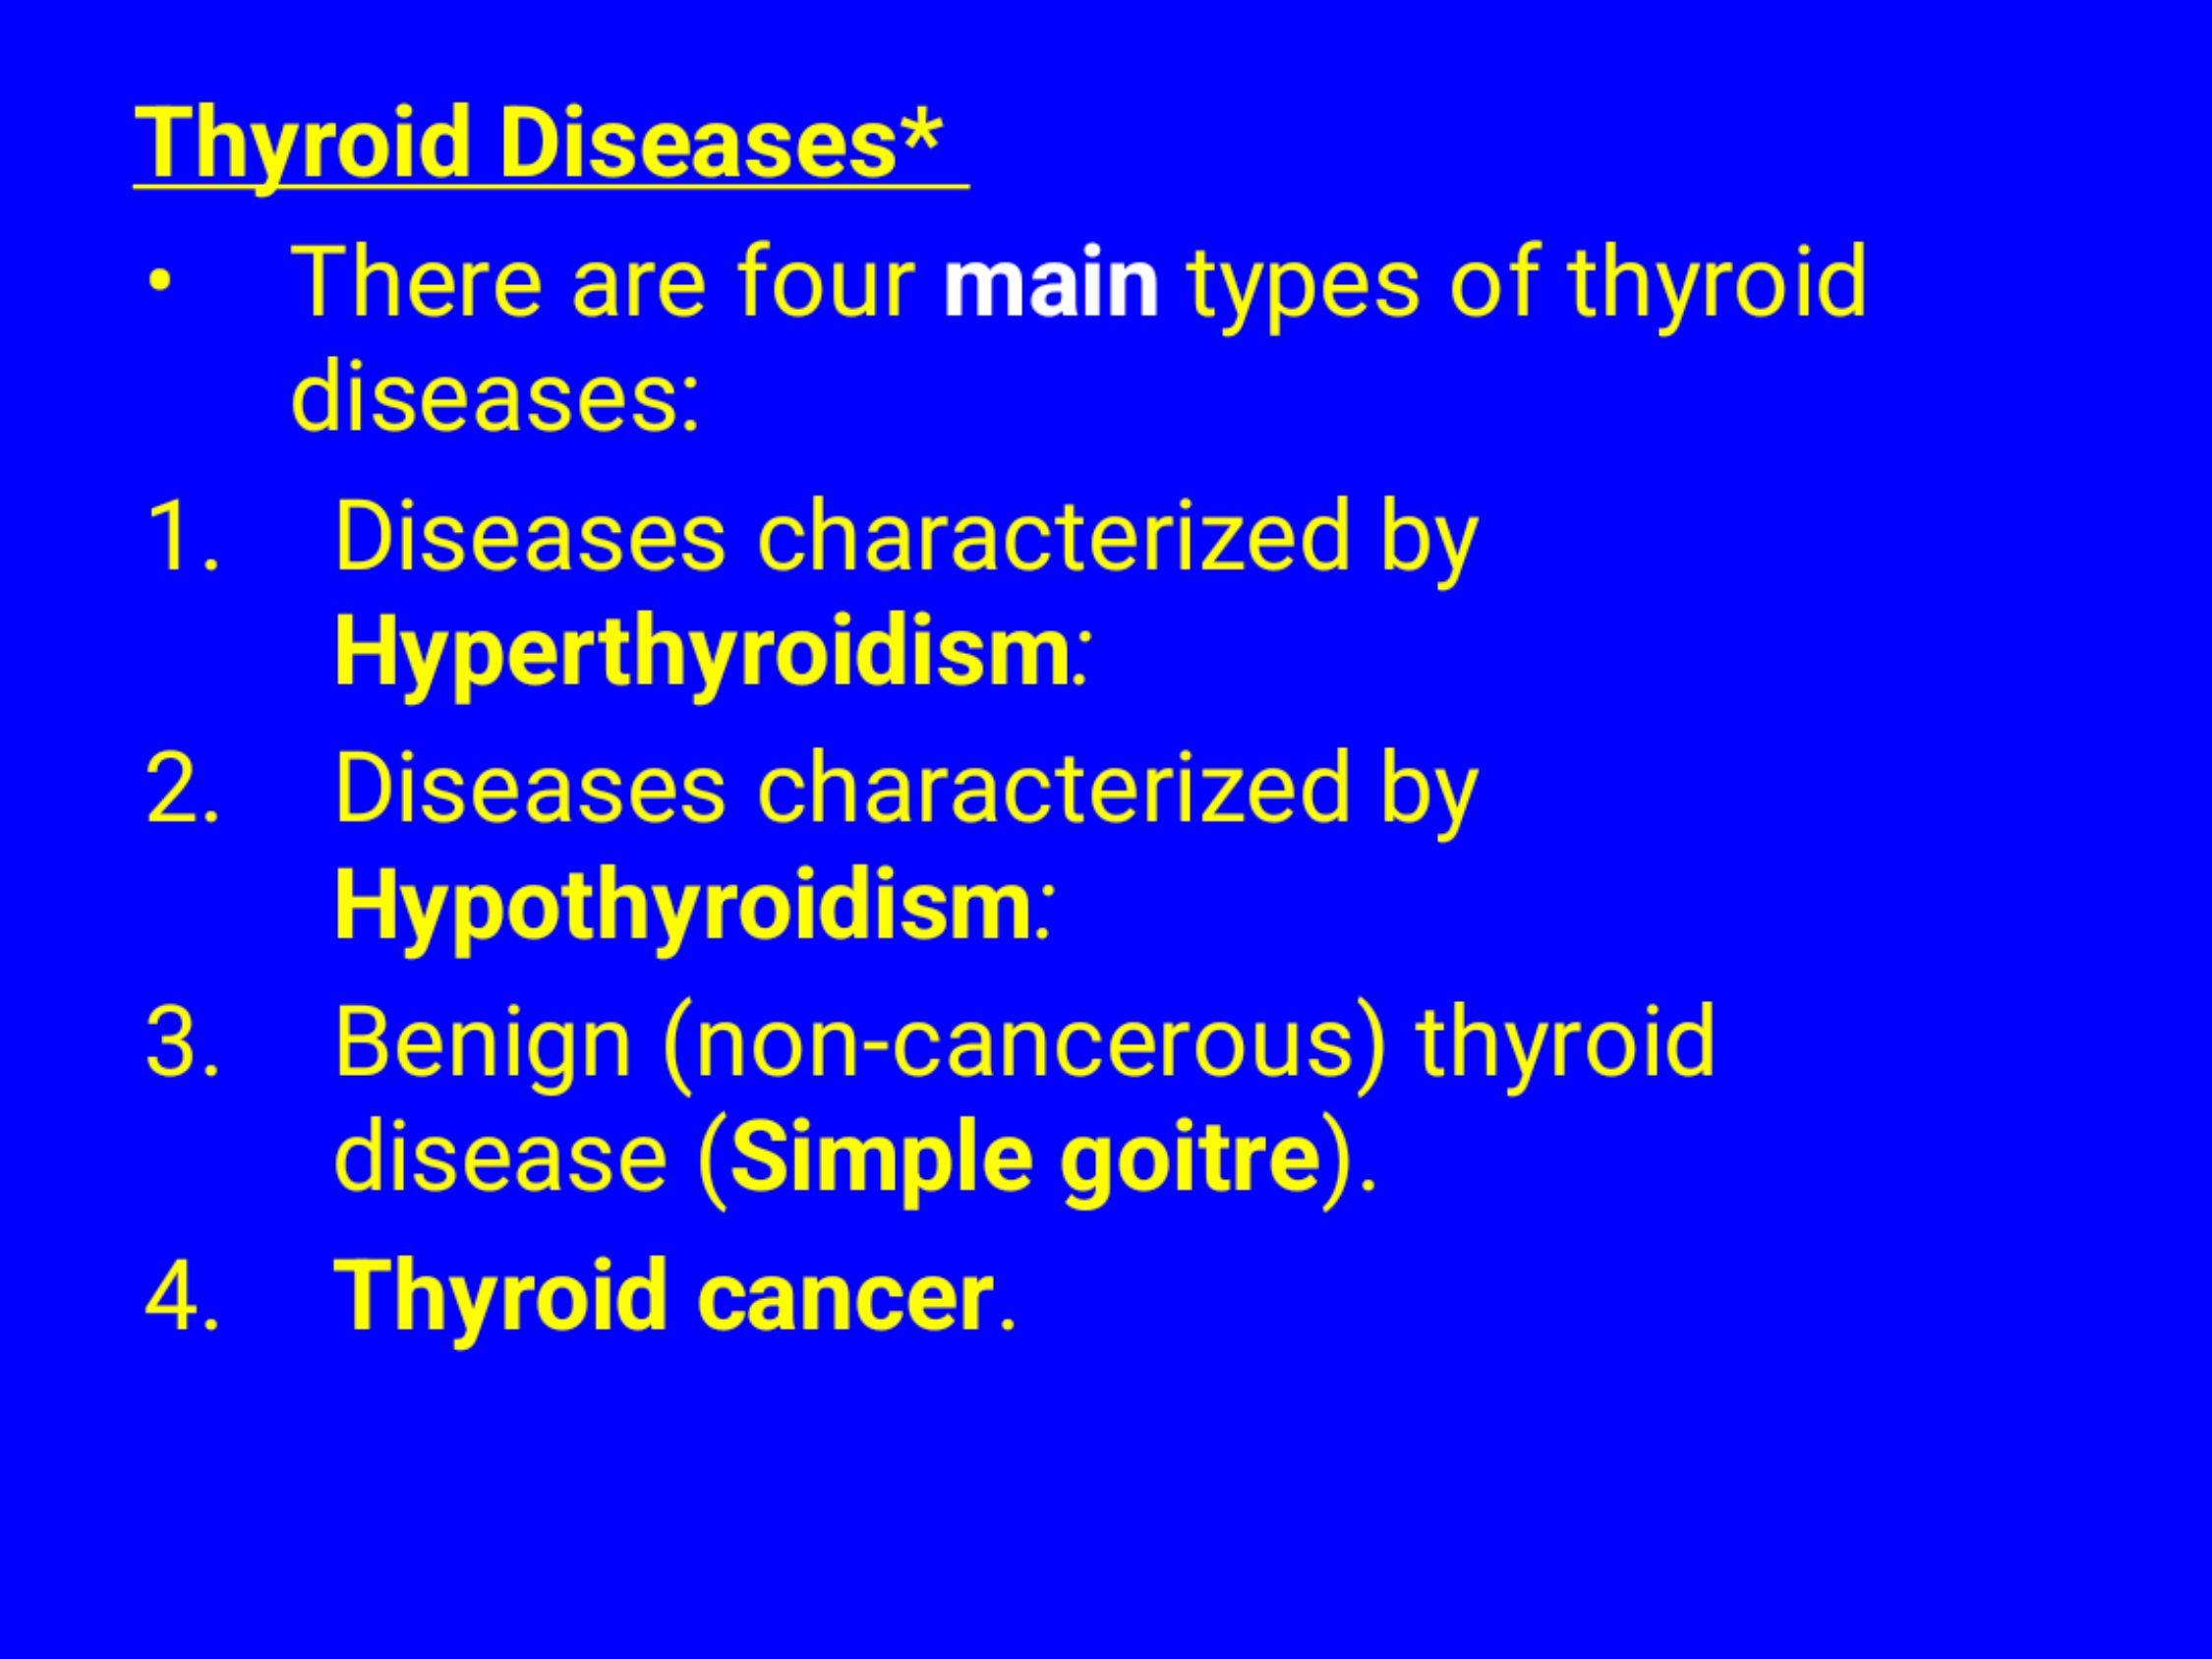 Thyroid Diseases*
• There are four main types of thyroid
diseases:
1. Diseases characterized by
Hyperthyroidism:
2. Diseases characterized by
Hypothyroidism:
3. Benign (non-cancerous) thyroid
disease (Simple goitre).
4. Thyroid cancer.